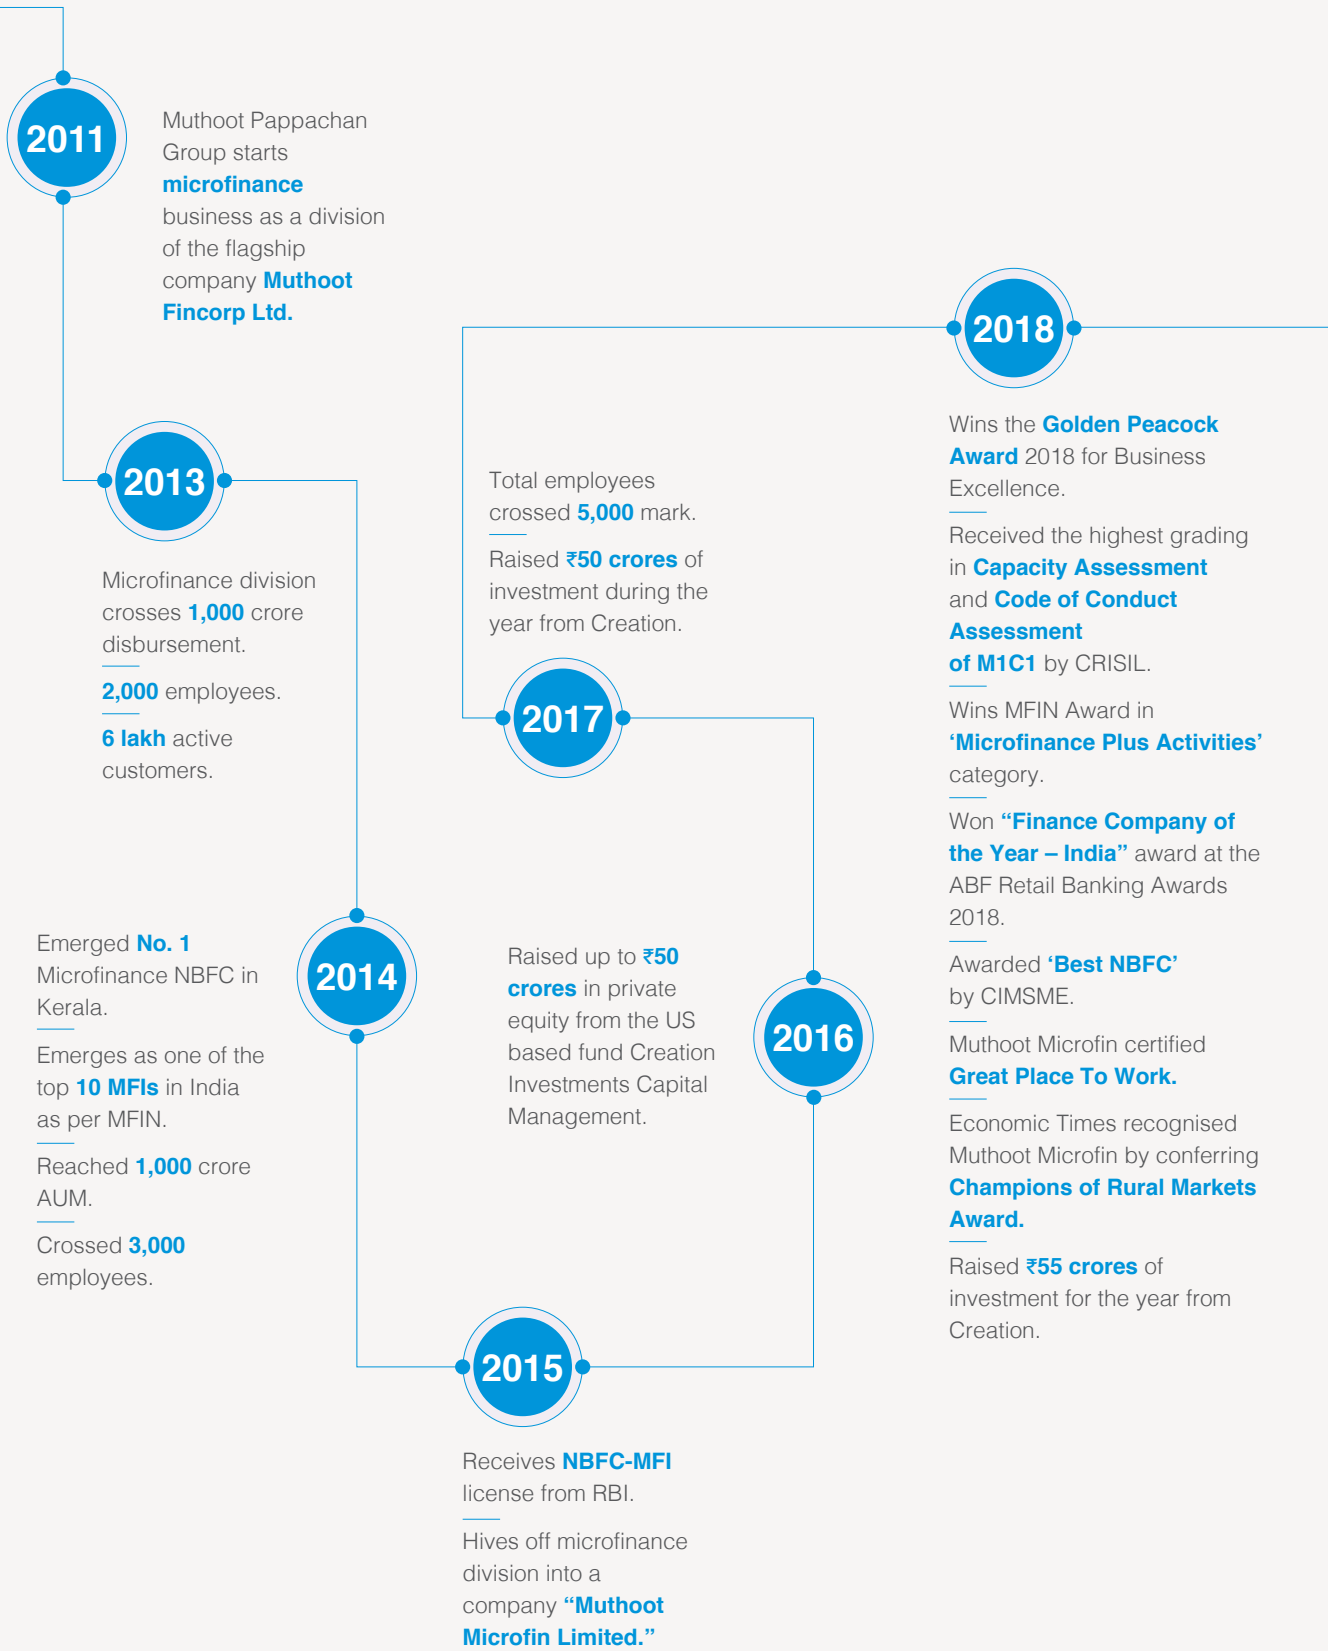 2011
Muthoot Pappachan
Group starts
microfinance
business as a division
of the flagship
company Muthoot
Fincorp Ltd.
2013
Microfinance division
crosses 1,000 crore
disbursement.
2,000 employees.
6 lakh active
customers.
2014
Emerged No. 1
Microfinance NBFC in
Kerala.
Emerges as one of the
top 10 MFIs in India
as per MFIN.
Reached 1,000 crore
AUM.
Crossed 3,000
employees.
2015
Receives NBFC-MFI
license from RBI.
Hives off microfinance
division into a
company “Muthoot
Microfin Limited.”
2016
Raised up to ₹50
crores in private
equity from the US
based fund Creation
Investments Capital
Management.
2017
Total employees
crossed 5,000 mark.
Raised ₹50 crores of
investment during the
year from Creation.
2018
Wins the Golden Peacock
Award 2018 for Business
Excellence.
Received the highest grading
in Capacity Assessment
and Code of Conduct
Assessment
of M1C1 by CRISIL.
Wins MFIN Award in
‘Microfinance Plus Activities’
category.
Won “Finance Company of
the Year – India” award at the
ABF Retail Banking Awards
2018.
Awarded ‘Best NBFC’
by CIMSME.
Muthoot Microfin certified
Great Place To Work.
Economic Times recognised
Muthoot Microfin by conferring
Champions of Rural Markets
Award.
Raised ₹55 crores of
investment for the year from
Creation.